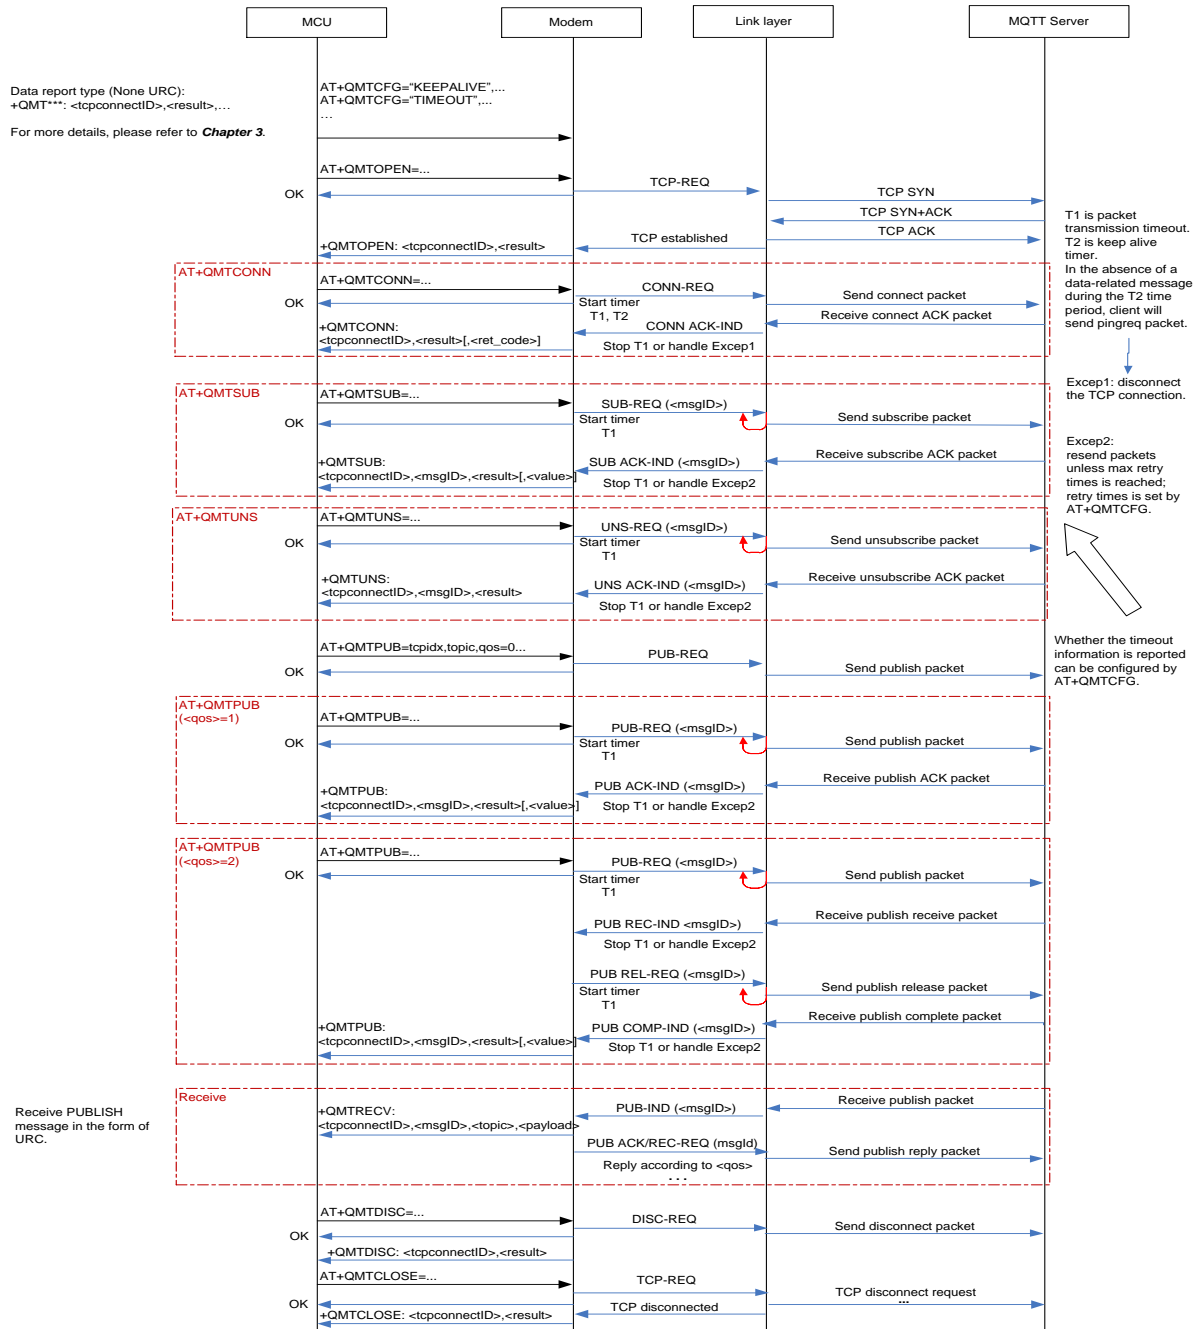 MCU
Modem
Link layer
MQTT Server
Data report type (None URC):
+QMT***: <tcpconnectID>,<result>,…
For more details, please refer to Chapter 3.
AT+QMTCFG=“KEEPALIVE”,...
AT+QMTCFG=“TIMEOUT”,...
…
AT+QMTOPEN=...
OK
TCP-REQ
TCP SYN
TCP SYN+ACK
TCP ACK
TCP established
+QMTOPEN: <tcpconnectID>,<result>
T1 is packet
transmission timeout.
T2 is keep alive
timer.
In the absence of a
data-related message
during the T2 time
period, client will
send pingreq packet.
AT+QMTCONN
AT+QMTCONN=...
OK
CONN-REQ
Start timer
T1, T2
Send connect packet
Receive connect ACK packet
CONN ACK-IND
Stop T1 or handle Excep1
+QMTCONN:
<tcpconnectID>,<result>[,<ret_code>]
Excep1: disconnect
the TCP connection.
AT+QMTSUB
AT+QMTSUB=...
OK
SUB-REQ (<msgID>)
Start timer
T1
Send subscribe packet
Receive subscribe ACK packet
SUB ACK-IND (<msgID>)
Stop T1 or handle Excep2
+QMTSUB:
<tcpconnectID>,<msgID>,<result>[,<value>]
Excep2:
resend packets
unless max retry
times is reached;
retry times is set by
AT+QMTCFG.
AT+QMTUNS
AT+QMTUNS=...
OK
UNS-REQ (<msgID>)
Start timer
T1
Send unsubscribe packet
Receive unsubscribe ACK packet
UNS ACK-IND (<msgID>)
Stop T1 or handle Excep2
+QMTUNS:
<tcpconnectID>,<msgID>,<result>
Whether the timeout
information is reported
can be configured by
AT+QMTCFG.
AT+QMTPUB=tcpidx,topic,qos=0...
OK
PUB-REQ
Send publish packet
AT+QMTPUB
(<qos>=1)
AT+QMTPUB=...
OK
PUB-REQ (<msgID>)
Start timer
T1
Send publish packet
Receive publish ACK packet
PUB ACK-IND (<msgID>)
Stop T1 or handle Excep2
+QMTPUB:
<tcpconnectID>,<msgID>,<result>[,<value>]
AT+QMTPUB
(<qos>=2)
AT+QMTPUB=...
OK
PUB-REQ (<msgID>)
Start timer
T1
Send publish packet
Receive publish receive packet
PUB REC-IND <msgID>)
Stop T1 or handle Excep2
PUB REL-REQ (<msgID>)
Start timer
T1
Send publish release packet
Receive publish complete packet
PUB COMP-IND (<msgID>)
Stop T1 or handle Excep2
+QMTPUB:
<tcpconnectID>,<msgID>,<result>[,<value>]
Receive
Receive PUBLISH
message in the form of
URC.
Receive publish packet
PUB-IND (<msgID>)
+QMTRECV:
<tcpconnectID>,<msgID>,<topic>,<payload>
PUB ACK/REC-REQ (msgId)
Reply according to <qos>
...
Send publish reply packet
AT+QMTDISC=...
OK
DISC-REQ
Send disconnect packet
+QMTDISC: <tcpconnectID>,<result>
AT+QMTCLOSE=...
OK
TCP-REQ
TCP disconnect request
...
TCP disconnected
+QMTCLOSE: <tcpconnectID>,<result>